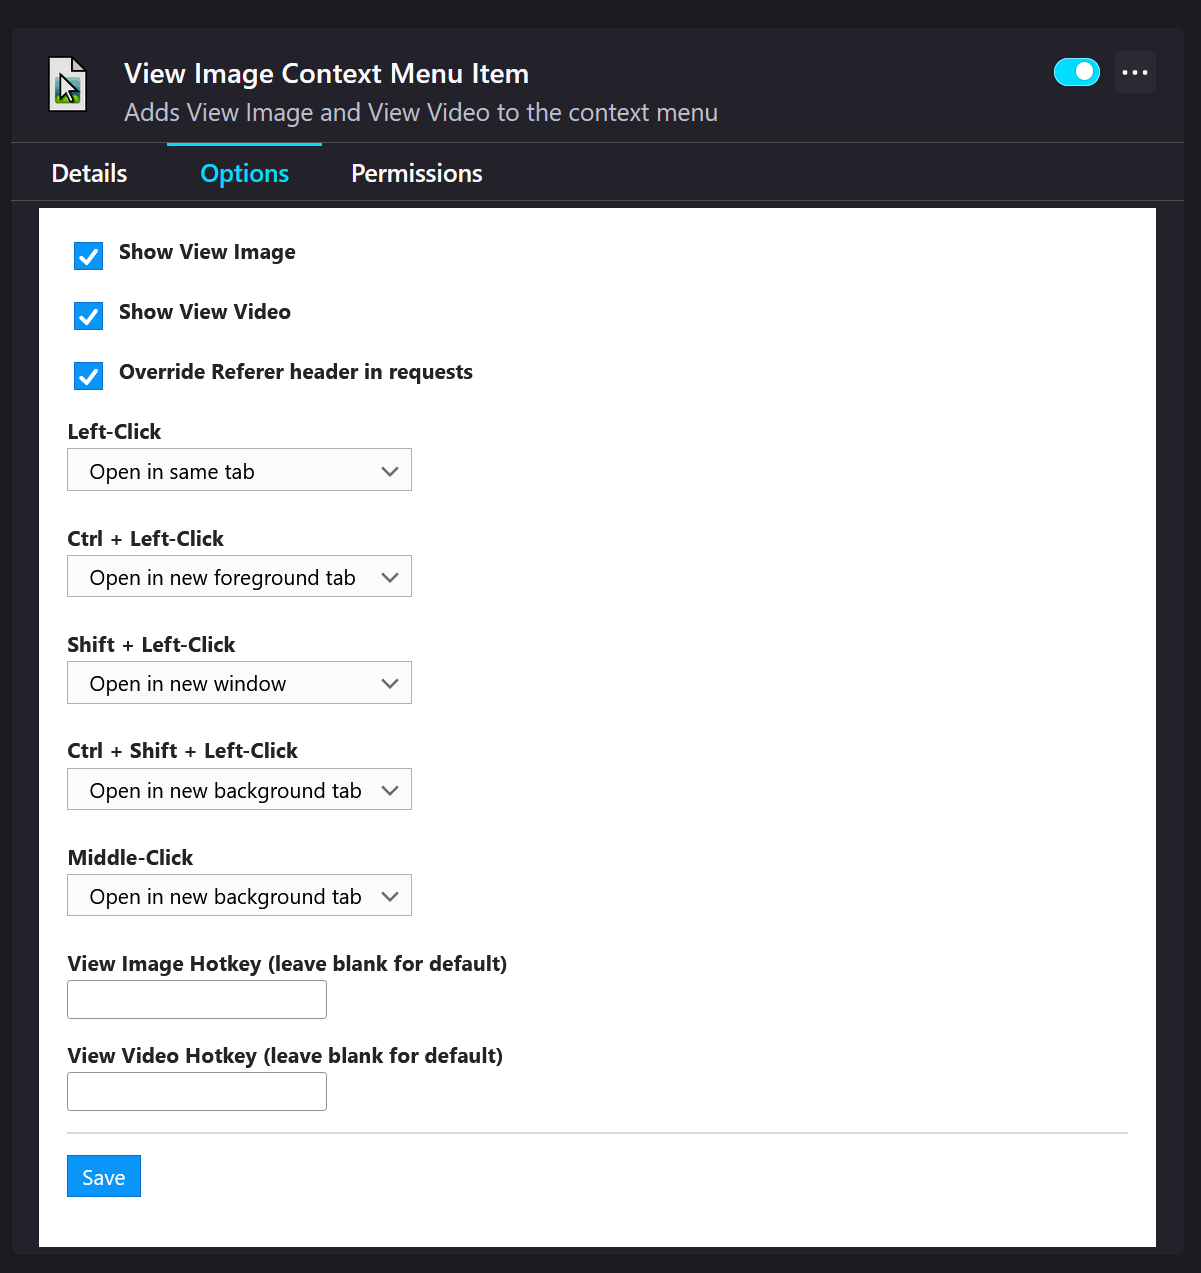 View Image Context Menu Item
Adds View Image and View Video to the context menu
Details Options Permissions
Show View Image
Show View Video
Override Referer header in requests
Left-Click
Open in same tab
Ctrl + Left-Click
Open in new foreground tab
Shift + Left-Click
Open in new window
Ctrl + Shift + Left-Click
Open in new background tab
Middle-Click
Open in new background tab
View Image Hotkey (leave blank for default)
View Video Hotkey (leave blank for default)
Save